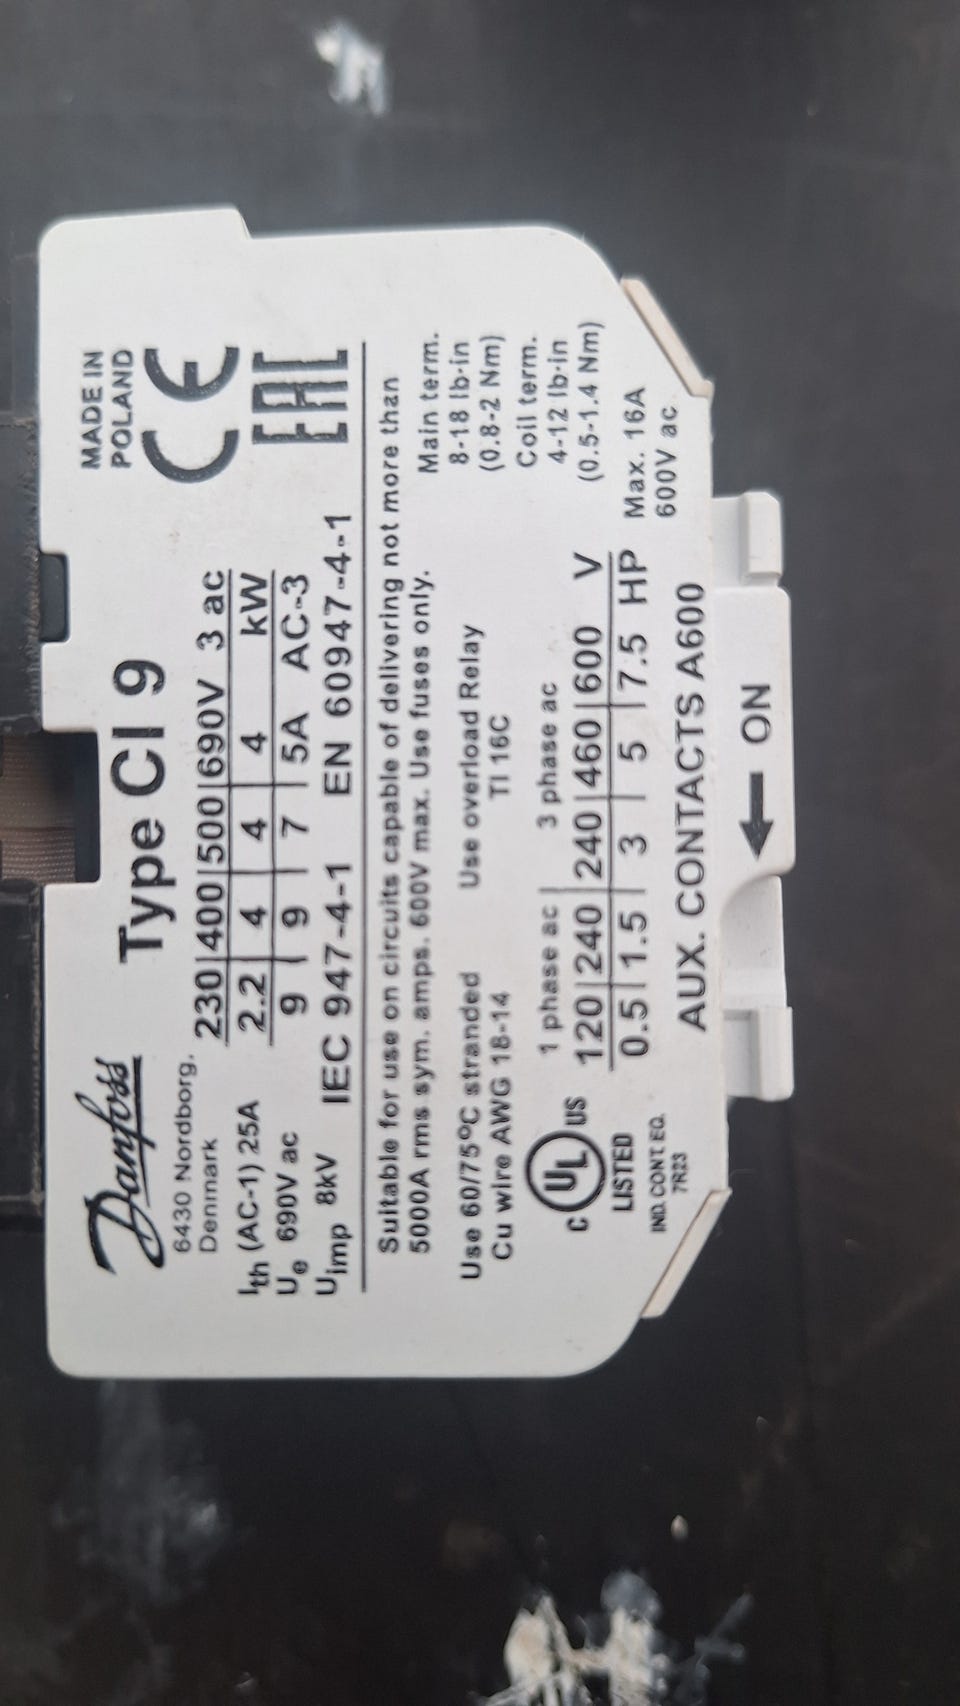 Danfoss
6430 Nordborg.
Denmark
Type CI 9
MADE IN
POLAND
CE
EAC
Ith (AC-1) 25A
Ue 690V ac
Uimp 8kV
230|400|500|690V 3 ac
2.2| 4 | 4 | 4 kW
9 | 9 | 7 | 5A AC-3
IEC 947-4-1 EN 60947-4-1
Suitable for use on circuits capable of delivering not more than
5000A rms sym. amps. 600V max. Use fuses only.
Use 60/75°C stranded
Cu wire AWG 18-14
Use overload Relay
TI 16C
Main term.
8-18 lb-in
(0.8-2 Nm)
Coil term.
4-12 lb-in
(0.5-1.4 Nm)
C UL US
LISTED
IND.CONT.EQ.
7R23
1 phase ac | 3 phase ac
120|240|240|460|600 V
0.5|1.5| 3 | 5 |7.5 HP
AUX. CONTACTS A600
Max. 16A
600V ac
← ON